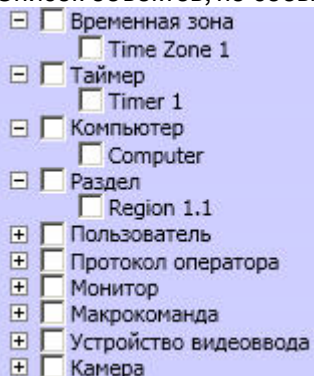 Временная зона
Time Zone 1
Таймер
Timer 1
Компьютер
Computer
Раздел
Region 1.1
Пользователь
Протокол оператора
Монитор
Макрокоманда
Устройство видеоввода
Камера